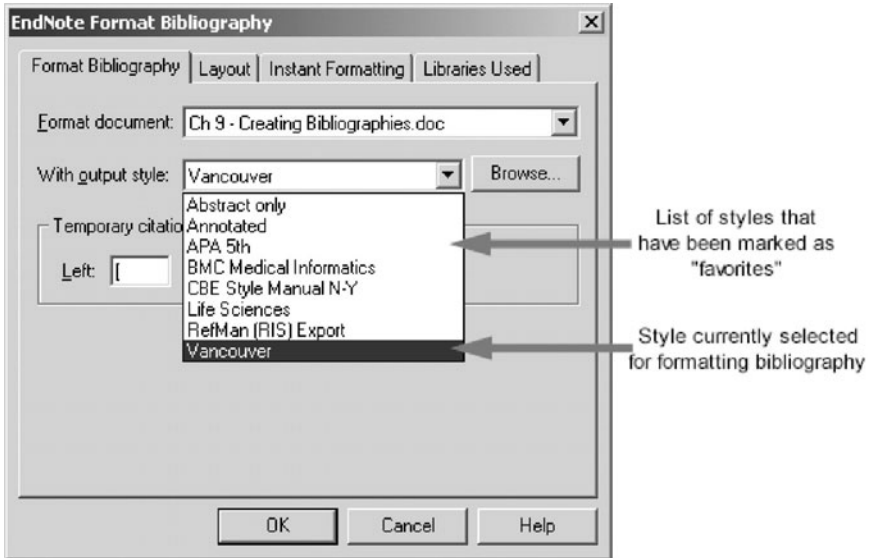 EndNote Format Bibliography
Format Bibliography Layout Instant Formatting Libraries Used
Format document: Ch 9 - Creating Bibliographies.doc
With output style: Vancouver Browse...
Abstract only
Annotated
APA 5th
BMC Medical Informatics
CBE Style Manual N-Y
Life Sciences
RefMan (RIS) Export
Vancouver
Temporary citatio
Left: [
OK Cancel Help
List of styles that
have been marked as
"favorites"
Style currently selected
for formatting bibliography